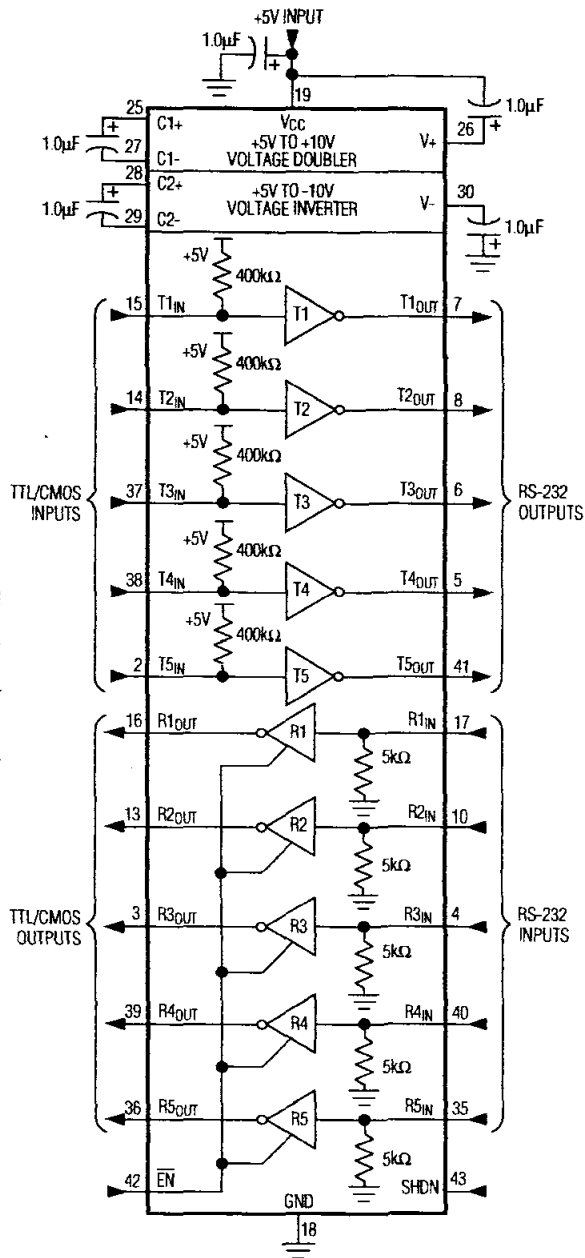 +5V INPUT
1.0µF
+
19
25
C1+
VCC
1.0µF
+
+5V TO +10V
VOLTAGE DOUBLER
26
V+
1.0µF
+
27
C1-
28
C2+
+5V TO -10V
VOLTAGE INVERTER
30
V-
1.0µF
+
29
C2-
1.0µF
+
+5V
400kΩ
15
T1IN
T1
T1OUT
7
+5V
400kΩ
14
T2IN
T2
T2OUT
8
+5V
400kΩ
37
T3IN
T3
T3OUT
6
TTL/CMOS
INPUTS
RS-232
OUTPUTS
+5V
400kΩ
38
T4IN
T4
T4OUT
5
+5V
400kΩ
2
T5IN
T5
T5OUT
41
16
R1OUT
R1
R1IN
17
5kΩ
13
R2OUT
R2
R2IN
10
5kΩ
TTL/CMOS
OUTPUTS
3
R3OUT
R3
R3IN
4
RS-232
INPUTS
5kΩ
39
R4OUT
R4
R4IN
40
5kΩ
36
R5OUT
R5
R5IN
35
5kΩ
42
EN
SHDN
43
GND
18